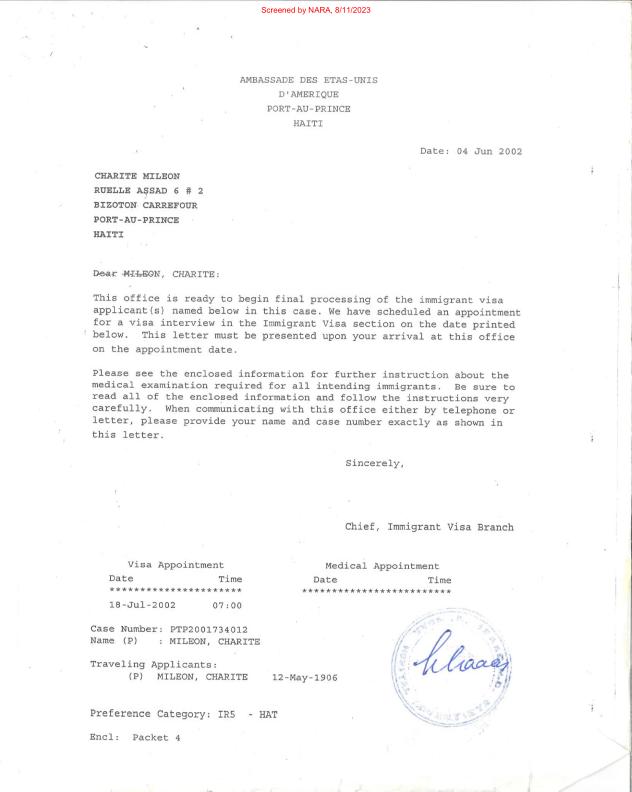 Screened by NARA, 8/11/2023
AMBASSADE DES ETAS-UNIS
D'AMERIQUE
PORT-AU-PRINCE
HAITI
Date: 04 Jun 2002
CHARITE MILEON
RUELLE ASSAD 6 # 2
BIZOTON CARREFOUR
PORT-AU-PRINCE
HAITI
Dear MILEON, CHARITE:
This office is ready to begin final processing of the immigrant visa
applicant(s) named below in this case. We have scheduled an appointment
for a visa interview in the Immigrant Visa section on the date printed
below. This letter must be presented upon your arrival at this office
on the appointment date.
Please see the enclosed information for further instruction about the
medical examination required for all intending immigrants. Be sure to
read all of the enclosed information and follow the instructions very
carefully. When communicating with this office either by telephone or
letter, please provide your name and case number exactly as shown in
this letter.
Sincerely,
Chief, Immigrant Visa Branch
Visa Appointment Medical Appointment
Date Time Date Time
********************** *************************
18-Jul-2002 07:00
Case Number: PTP2001734012
Name (P) : MILEON, CHARITE
Traveling Applicants:
(P) MILEON, CHARITE 12-May-1906
Preference Category: IR5 - HAT
Encl: Packet 4